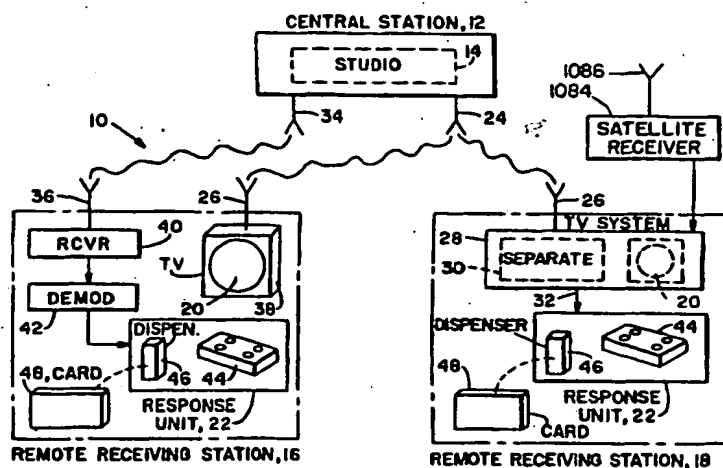 CENTRAL STATION, 12
STUDIO
14
1086
1084
SATELLITE
RECEIVER
34
24
10
36
26
26
TV SYSTEM
RCVR
40
T.V.
28
SEPARATE
30
DEMOD
42
20
38
32
20
DISPEN.
44
DISPENSER
44
48, CARD
46
44
48
46
RESPONSE
UNIT, 22
RESPONSE
UNIT, 22
CARD
REMOTE RECEIVING STATION, 16
REMOTE RECEIVING STATION, 18